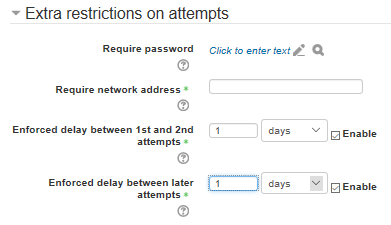 Extra restrictions on attempts
Require password
Click to enter text
Require network address *
Enforced delay between 1st and 2nd
attempts *
1
days
Enable
Enforced delay between later
attempts *
1
days
Enable